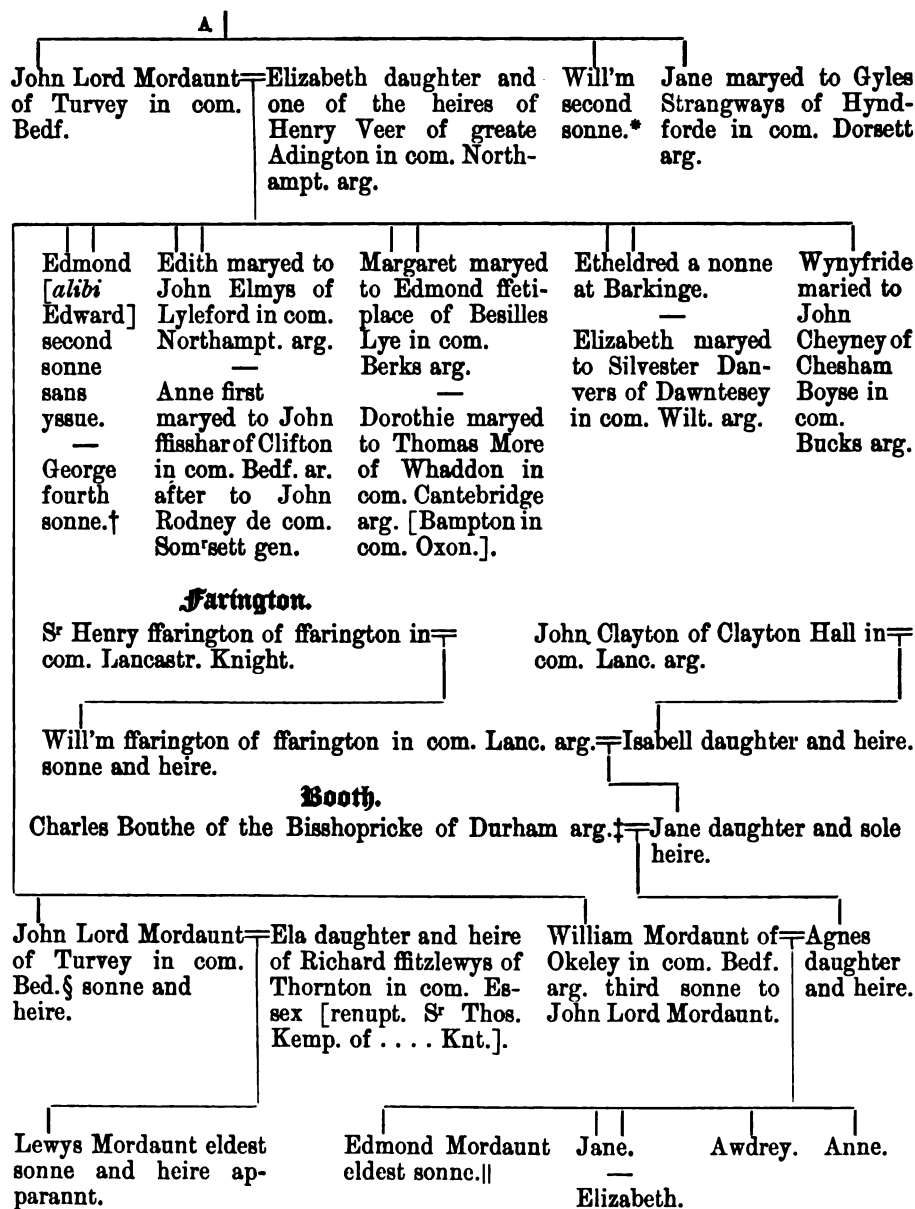 A
John Lord Mordaunt
of Turvey in com.
Bedf.
Elizabeth daughter and
one of the heires of
Henry Veer of greate
Adington in com. North-
ampt. arg.
Will'm
second
sonne.*
Jane maryed to Gyles
Strangways of Hynd-
forde in com. Dorsett
arg.
Edmond
[alibi
Edward]
second
sonne
sans
yssue.
—
George
fourth
sonne.†
Edith maryed to
John Elmys of
Lyleford in com.
Northampt. arg.
—
Anne first
maryed to John
ffisshar of Clifton
in com. Bedf. ar.
after to John
Rodney de com.
Somʳsett gen.
Margaret maryed
to Edmond ffeti-
place of Besilles
Lye in com.
Berks arg.
—
Dorothie maryed
to Thomas More
of Whaddon in
com. Cantebridge
arg. [Bampton in
com. Oxon.].
Etheldred a nonne
at Barkinge.
—
Elizabeth maryed
to Silvester Dan-
vers of Dawntesey
in com. Wilt. arg.
Wynyfride
maried to
John
Cheyney of
Chesham
Boyse in
com.
Bucks arg.
Farington.
Sʳ Henry ffarington of ffarington in
com. Lancastr. Knight.
John Clayton of Clayton Hall in
com. Lanc. arg.
Will'm ffarington of ffarington in com. Lanc. arg.
sonne and heire.
Isabell daughter and heire.
Booth.
Charles Bouthe of the Bisshopricke of Durham arg.‡
Jane daughter and sole
heire.
John Lord Mordaunt
of Turvey in com.
Bed.§ sonne and
heire.
Ela daughter and heire
of Richard ffitzlewys of
Thornton in com. Es-
sex [renupt. Sʳ Thos.
Kemp. of .... Knt.].
William Mordaunt of
Okeley in com. Bedf.
arg. third sonne to
John Lord Mordaunt.
Agnes
daughter
and heire.
Lewys Mordaunt eldest
sonne and heire ap-
parannt.
Edmond Mordaunt
eldest sonne.||
Jane.
—
Elizabeth.
Awdrey.
Anne.